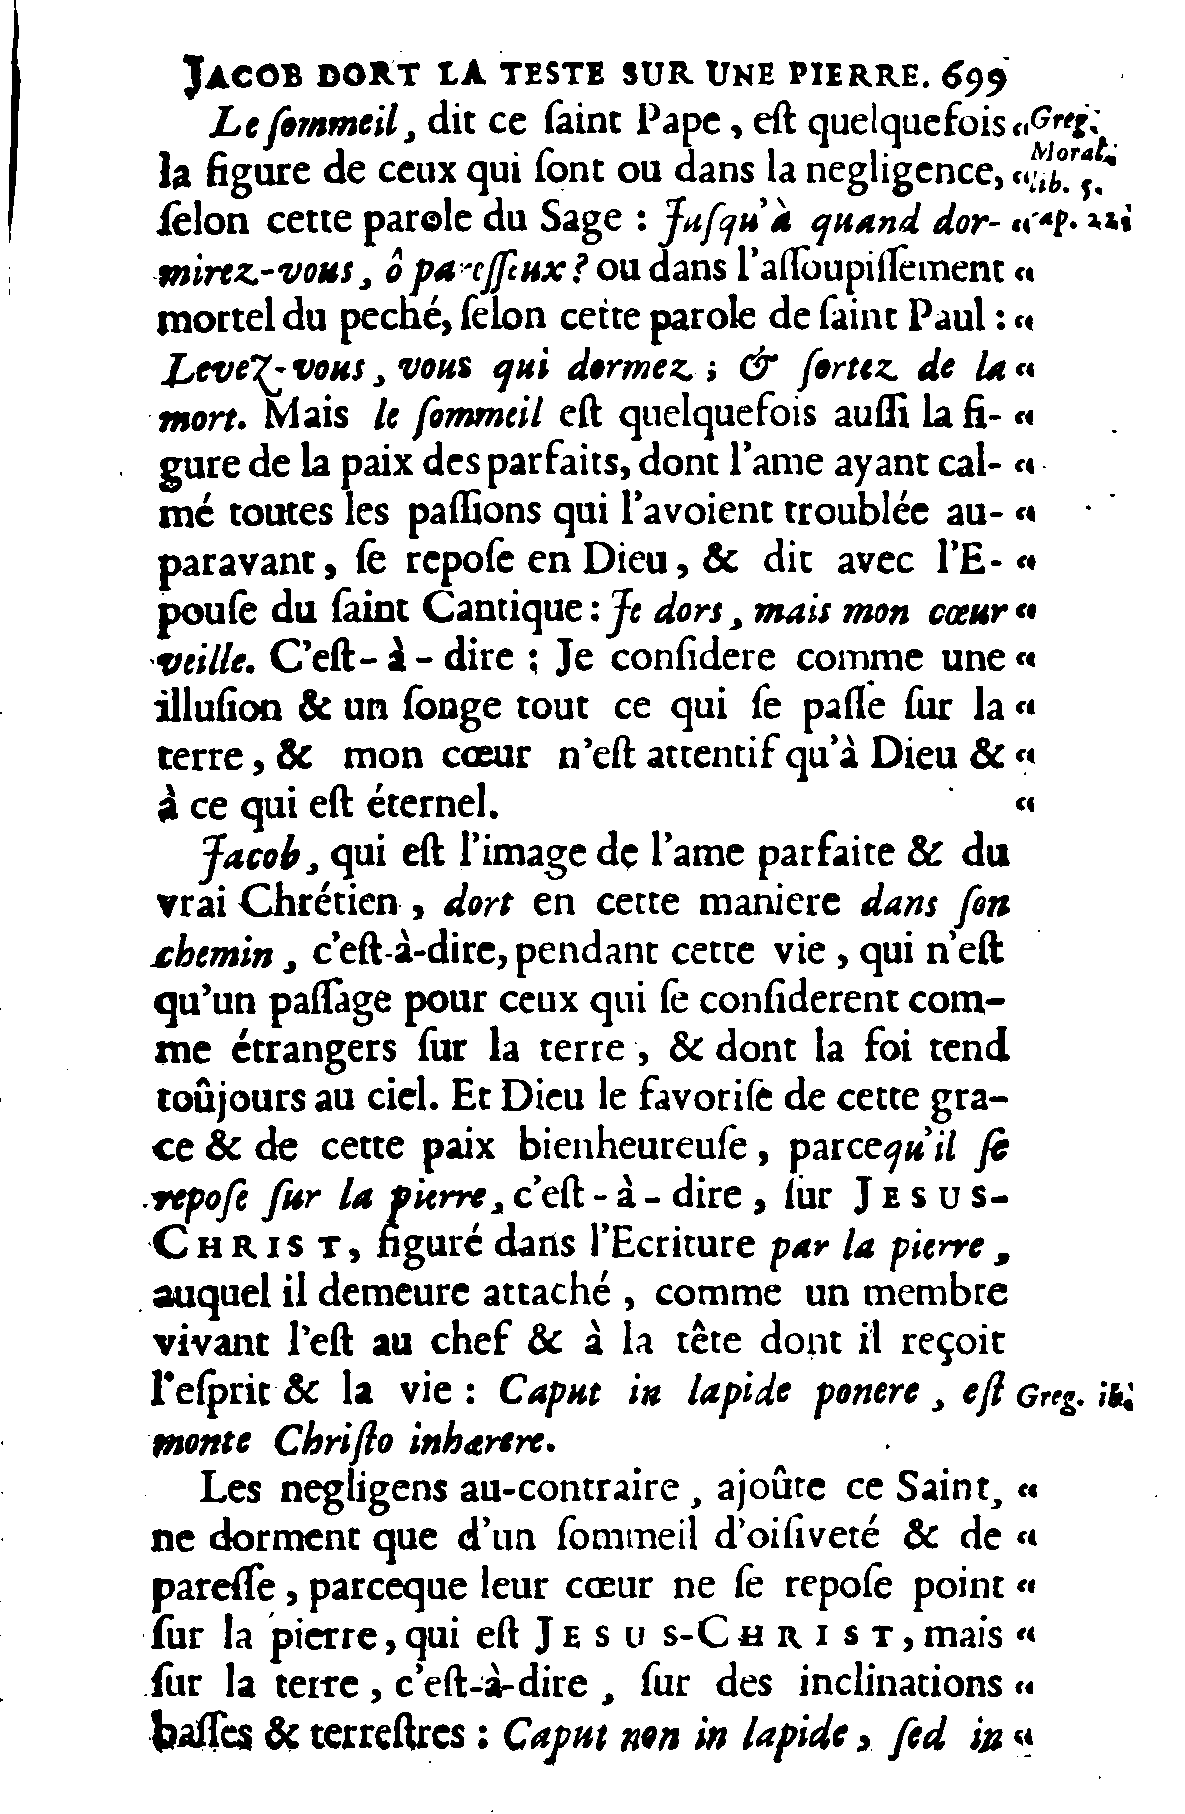 JACOB DORT LA TESTE SUR UNE PIERRE. 699
Le ſommeil, dit ce ſaint Pape, eſt quelquefois “ Greg.
la figure de ceux qui ſont ou dans la negligence, “ Moral. lib. 5.
ſelon cette parole du Sage : Juſqu'à quand dor- “ cap. 22.
mirez-vous, ô pareſſeux ? ou dans l'aſſoupiſſement “
mortel du peché, ſelon cette parole de ſaint Paul : “
Levez-vous, vous qui dormez ; & ſortez de la “
mort. Mais le ſommeil eſt quelquefois auſſi la fi- “
gure de la paix des parfaits, dont l'ame ayant cal- “
mé toutes les paſſions qui l'avoient troublée au- “
paravant, ſe repoſe en Dieu, & dit avec l'E- “
pouſe du ſaint Cantique : Je dors, mais mon cœur “
veille. C'eſt-à-dire ; Je conſidere comme une “
illuſion & un ſonge tout ce qui ſe paſſe ſur la “
terre, & mon cœur n'eſt attentif qu'à Dieu & “
à ce qui eſt éternel. “
Jacob, qui eſt l'image de l'ame parfaite & du
vrai Chrétien, dort en cette maniere dans ſon
chemin, c'eſt-à-dire, pendant cette vie, qui n'eſt
qu'un paſſage pour ceux qui ſe conſiderent com-
me étrangers ſur la terre, & dont la foi tend
toûjours au ciel. Et Dieu le favoriſe de cette gra-
ce & de cette paix bienheureuſe, parcequ'il ſe
repoſe ſur la pierre, c'eſt-à-dire, ſur JESUS-
CHRIST, figuré dans l'Ecriture par la pierre,
auquel il demeure attaché, comme un membre
vivant l'eſt au chef & à la tête dont il reçoit
l'eſprit & la vie : Caput in lapide ponere, eſt Greg. ib.
monte Chriſto inhærere.
Les negligens au-contraire, ajoûte ce Saint, “
ne dorment que d'un ſommeil d'oiſiveté & de “
pareſſe, parceque leur cœur ne ſe repoſe point “
ſur la pierre, qui eſt JESUS-CHRIST, mais “
ſur la terre, c'eſt-à-dire, ſur des inclinations “
baſſes & terreſtres : Caput non in lapide, ſed in “